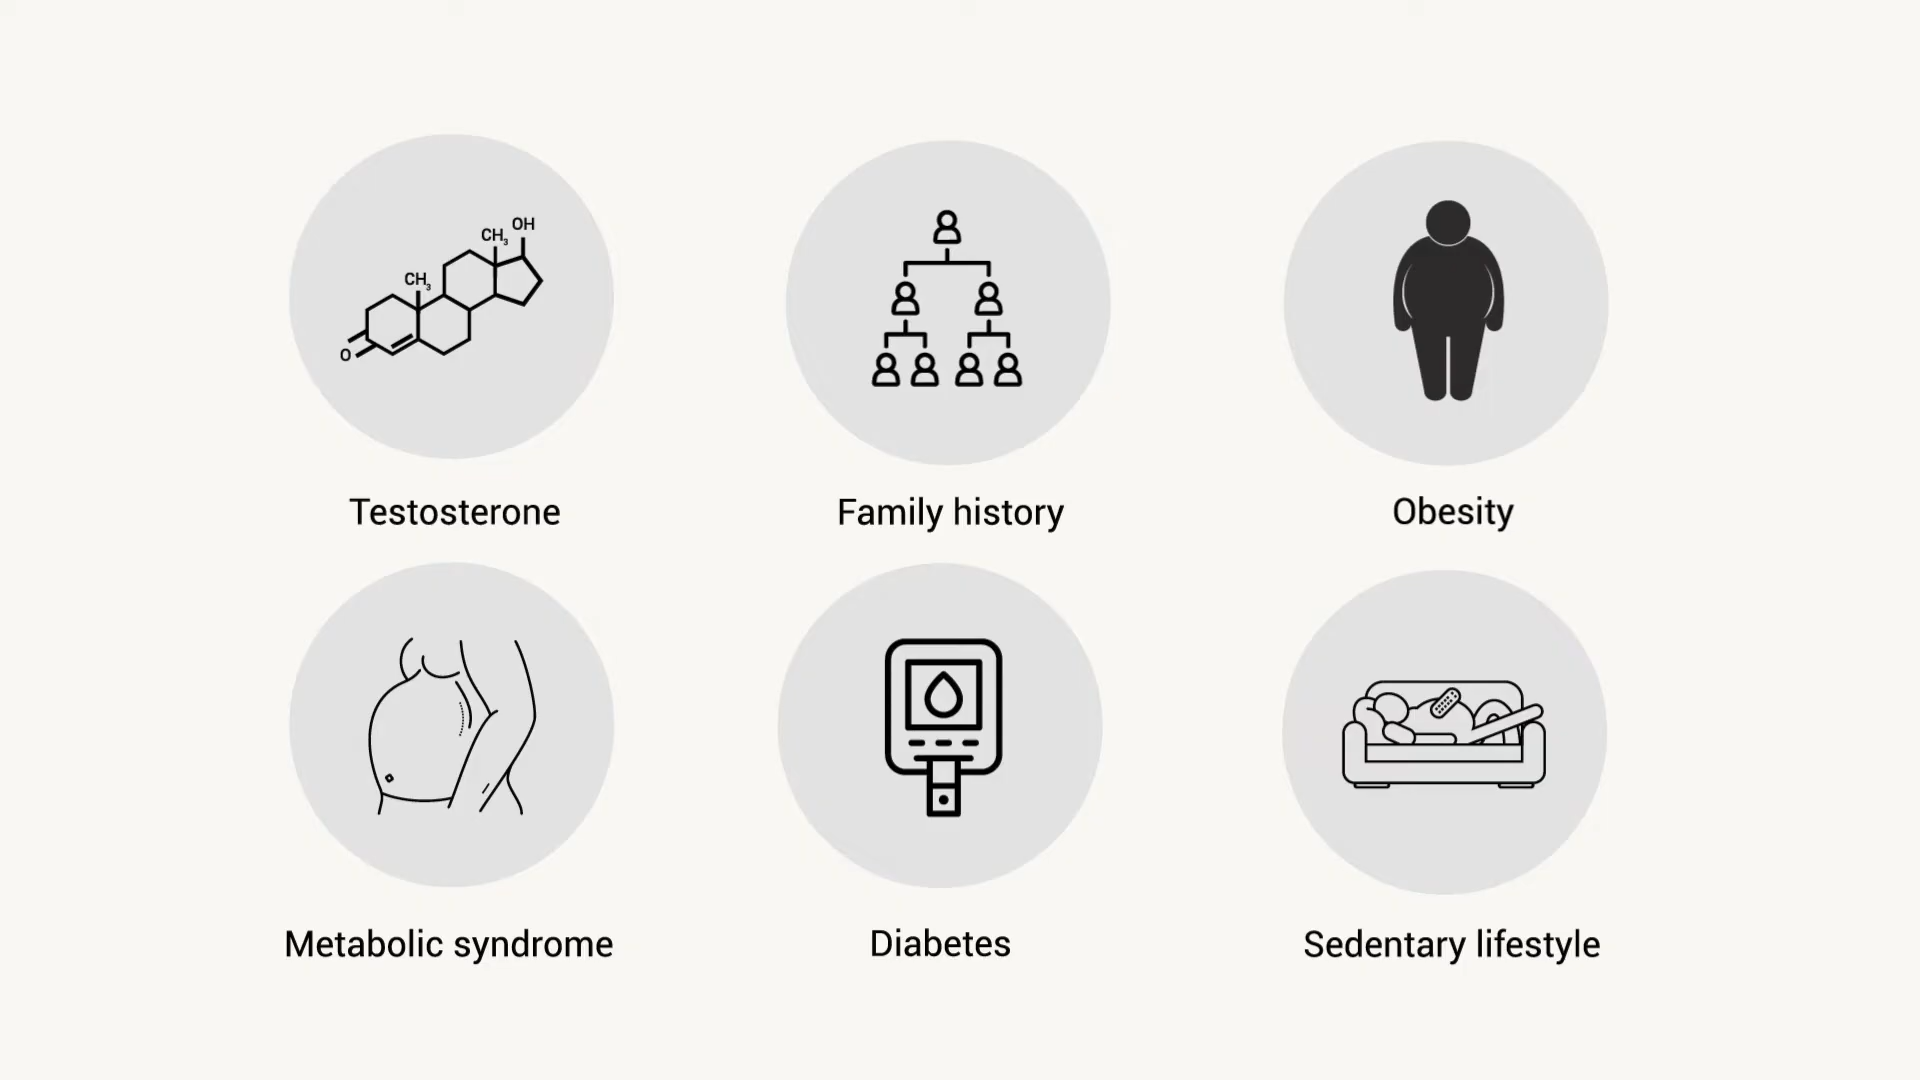 OH
CH3
CH3
O
Testosterone
Family history
Obesity
Metabolic syndrome
Diabetes
Sedentary lifestyle